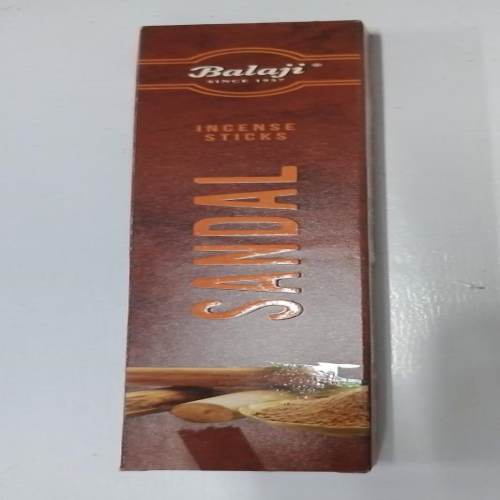 Balaji®
SINCE 1957
INCENSE
STICKS
SANDAL